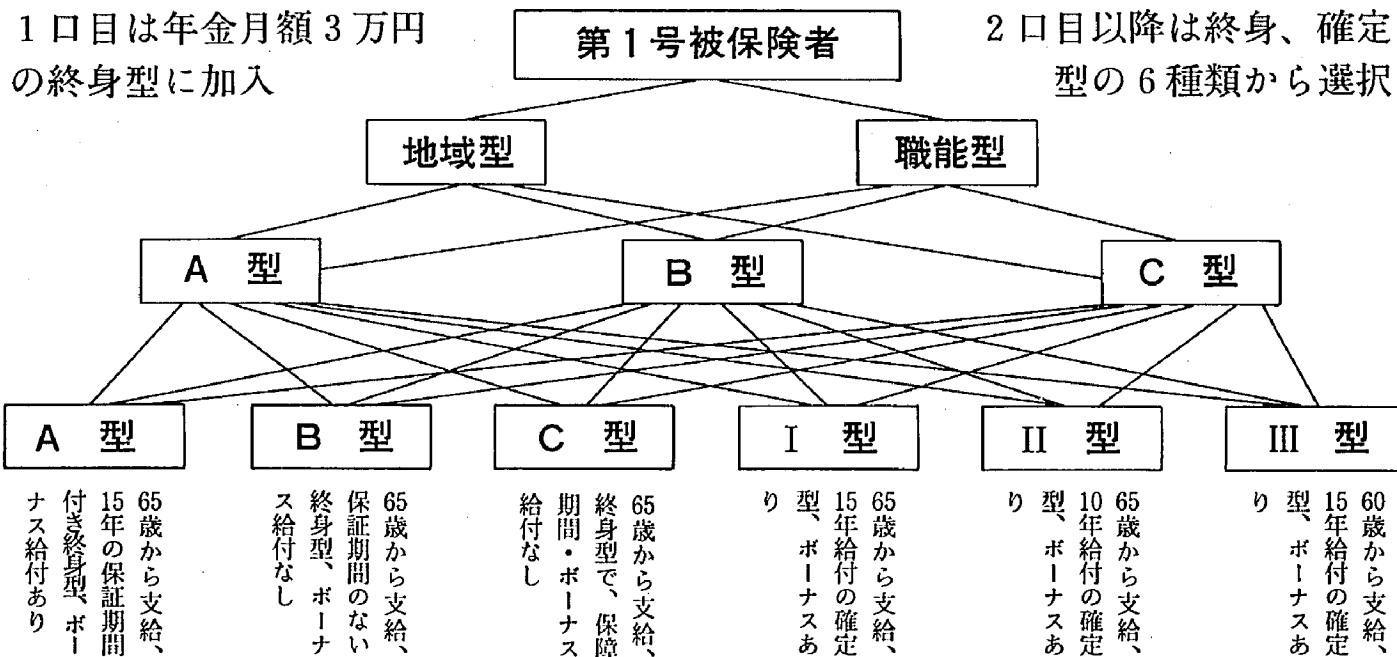 1口目は年金月額3万円
の終身型に加入
第1号被保険者
2口目以降は終身、確定
型の6種類から選択
地域型
職能型
A 型
B 型
C 型
A 型
B 型
C 型
I 型
II 型
III 型
65歳から支給、
15年の保証期間
付き終身型、ボー
ナス給付あり
65歳から支給、
保証期間のない
終身型、ボーナ
ス給付なし
65歳から支給、
終身型で、保障
期間・ボーナス
給付なし
65歳から支給、
15年給付の確定
型、ボーナスあ
り
65歳から支給、
10年給付の確定
型、ボーナスあ
り
60歳から支給、
15年給付の確定
型、ボーナスあ
り